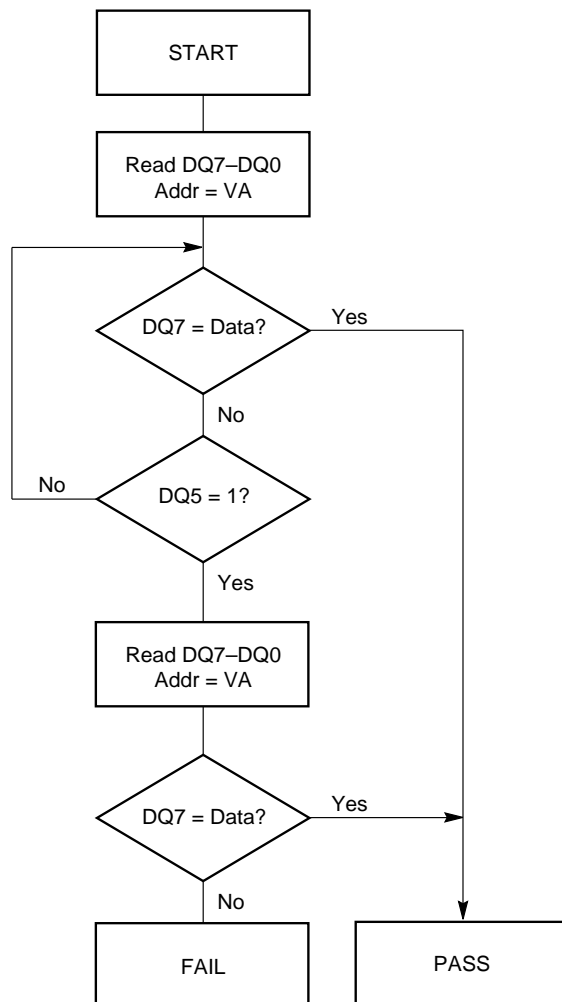 START
Read DQ7–DQ0
Addr = VA
DQ7 = Data?
Yes
No
No
DQ5 = 1?
Yes
Read DQ7–DQ0
Addr = VA
DQ7 = Data?
Yes
No
FAIL
PASS